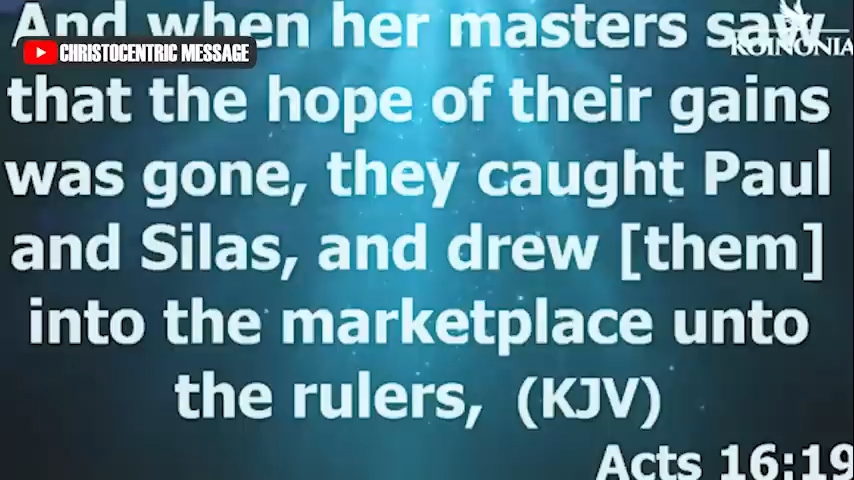 And when her masters saw
KOINONIA
CHRISTOCENTRIC MESSAGE
that the hope of their gains
was gone, they caught Paul
and Silas, and drew [them]
into the marketplace unto
the rulers, (KJV)
Acts 16:19